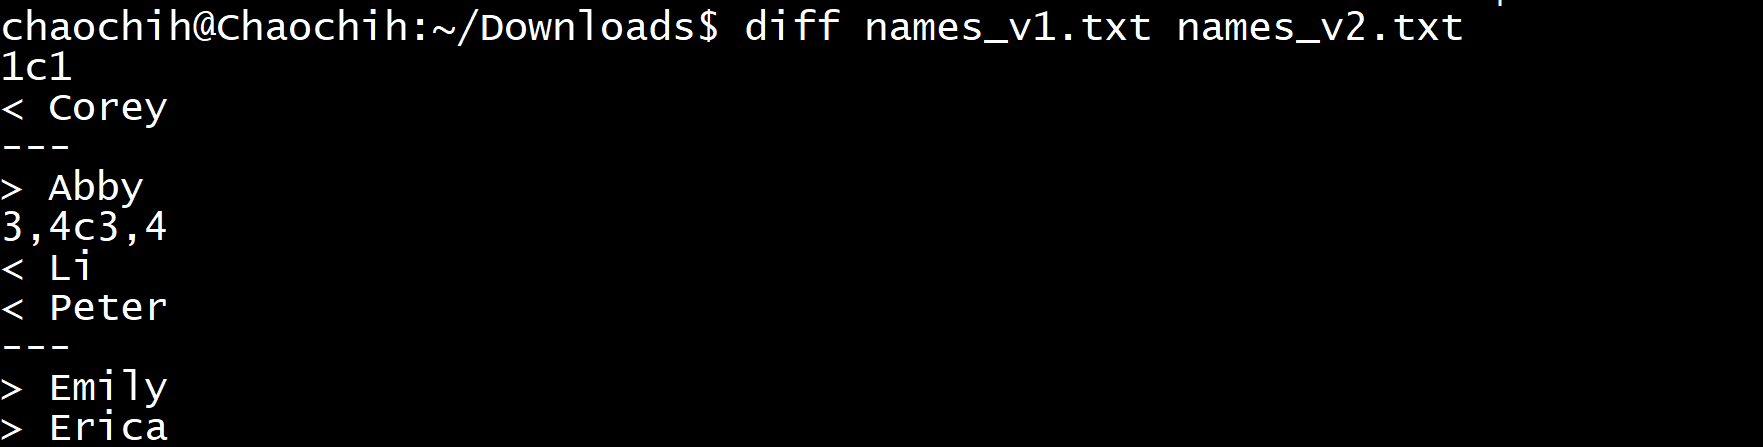 chaochih@Chaochih:~/Downloads$ diff names_v1.txt names_v2.txt
1c1
< Corey
---
> Abby
3,4c3,4
< Li
< Peter
---
> Emily
> Erica